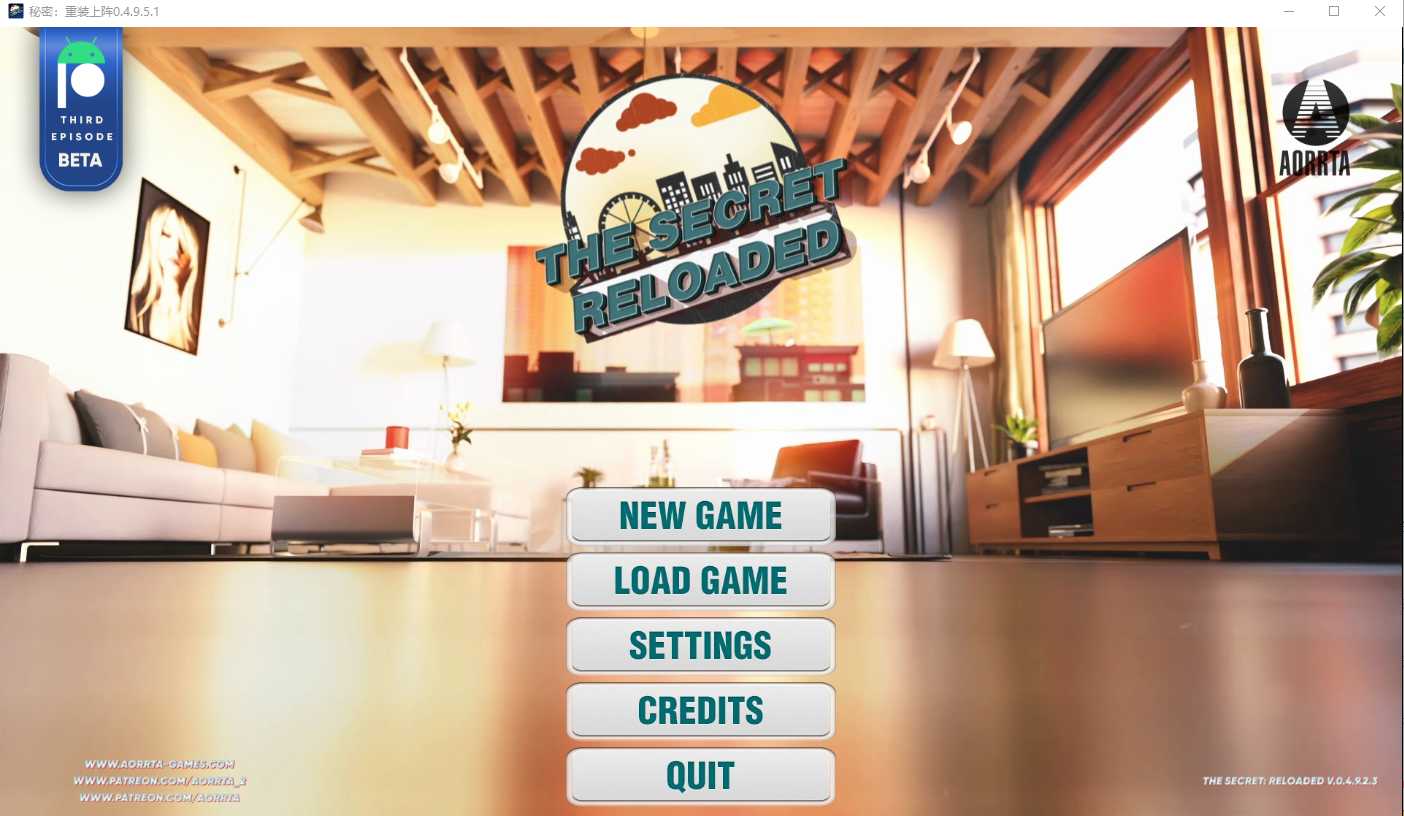 秘密：重装上阵0.4.9.5.1
THIRD
EPISODE
BETA
THE SECRET
RELOADED
AORRTA
NEW GAME
LOAD GAME
SETTINGS
CREDITS
QUIT
WWW.AORRTA-GAMES.COM
WWW.PATREON.COM/AORRTA_2
WWW.PATREON.COM/AORRTA
THE SECRET: RELOADED V.0.4.9.2.3